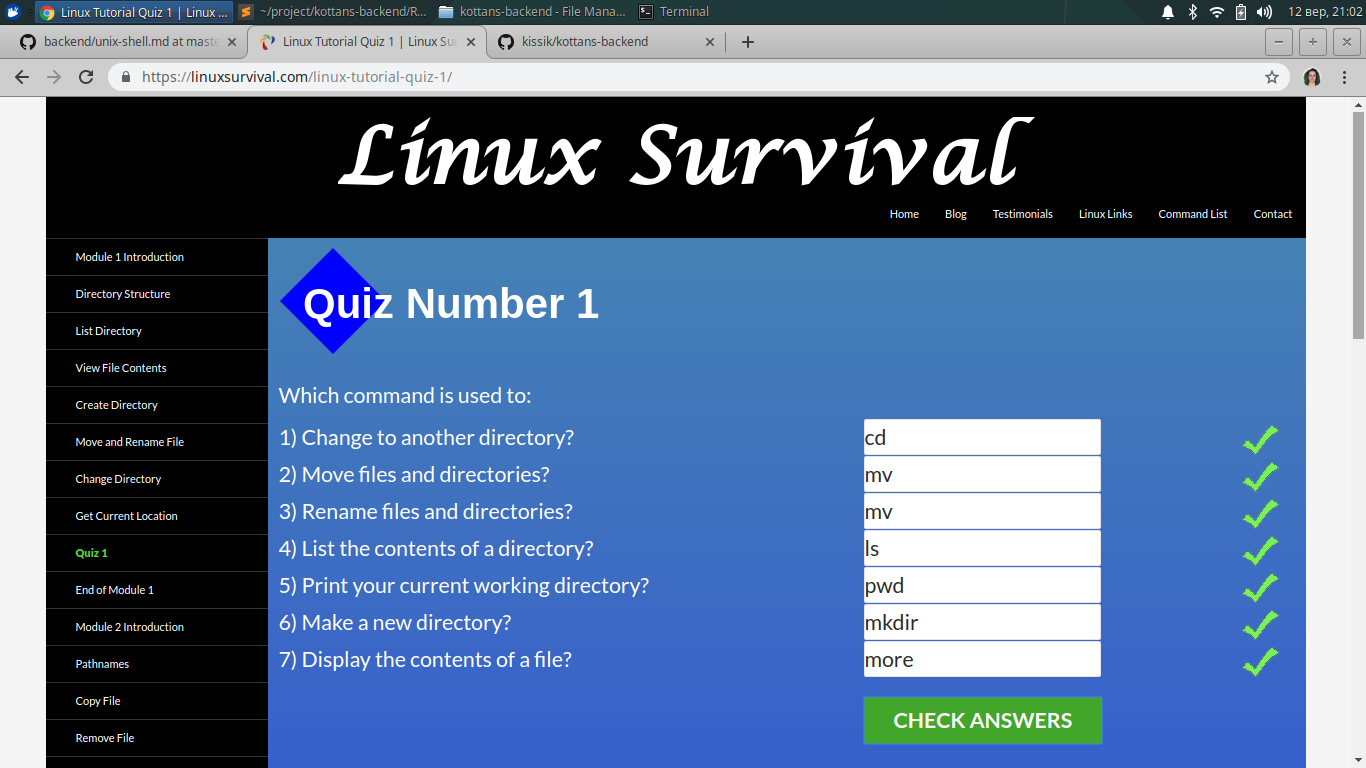 Linux Tutorial Quiz 1 | Linux ... ~/project/kottans-backend/R... kottans-backend - File Mana... Terminal 12 вер, 21:02
backend/unix-shell.md at maste Linux Tutorial Quiz 1 | Linux Sur kissik/kottans-backend
https://linuxsurvival.com/linux-tutorial-quiz-1/
Linux Survival
Home Blog Testimonials Linux Links Command List Contact
Module 1 Introduction
Directory Structure
List Directory
View File Contents
Create Directory
Move and Rename File
Change Directory
Get Current Location
Quiz 1
End of Module 1
Module 2 Introduction
Pathnames
Copy File
Remove File
Quiz Number 1
Which command is used to:
1) Change to another directory? cd
2) Move files and directories? mv
3) Rename files and directories? mv
4) List the contents of a directory? ls
5) Print your current working directory? pwd
6) Make a new directory? mkdir
7) Display the contents of a file? more
CHECK ANSWERS